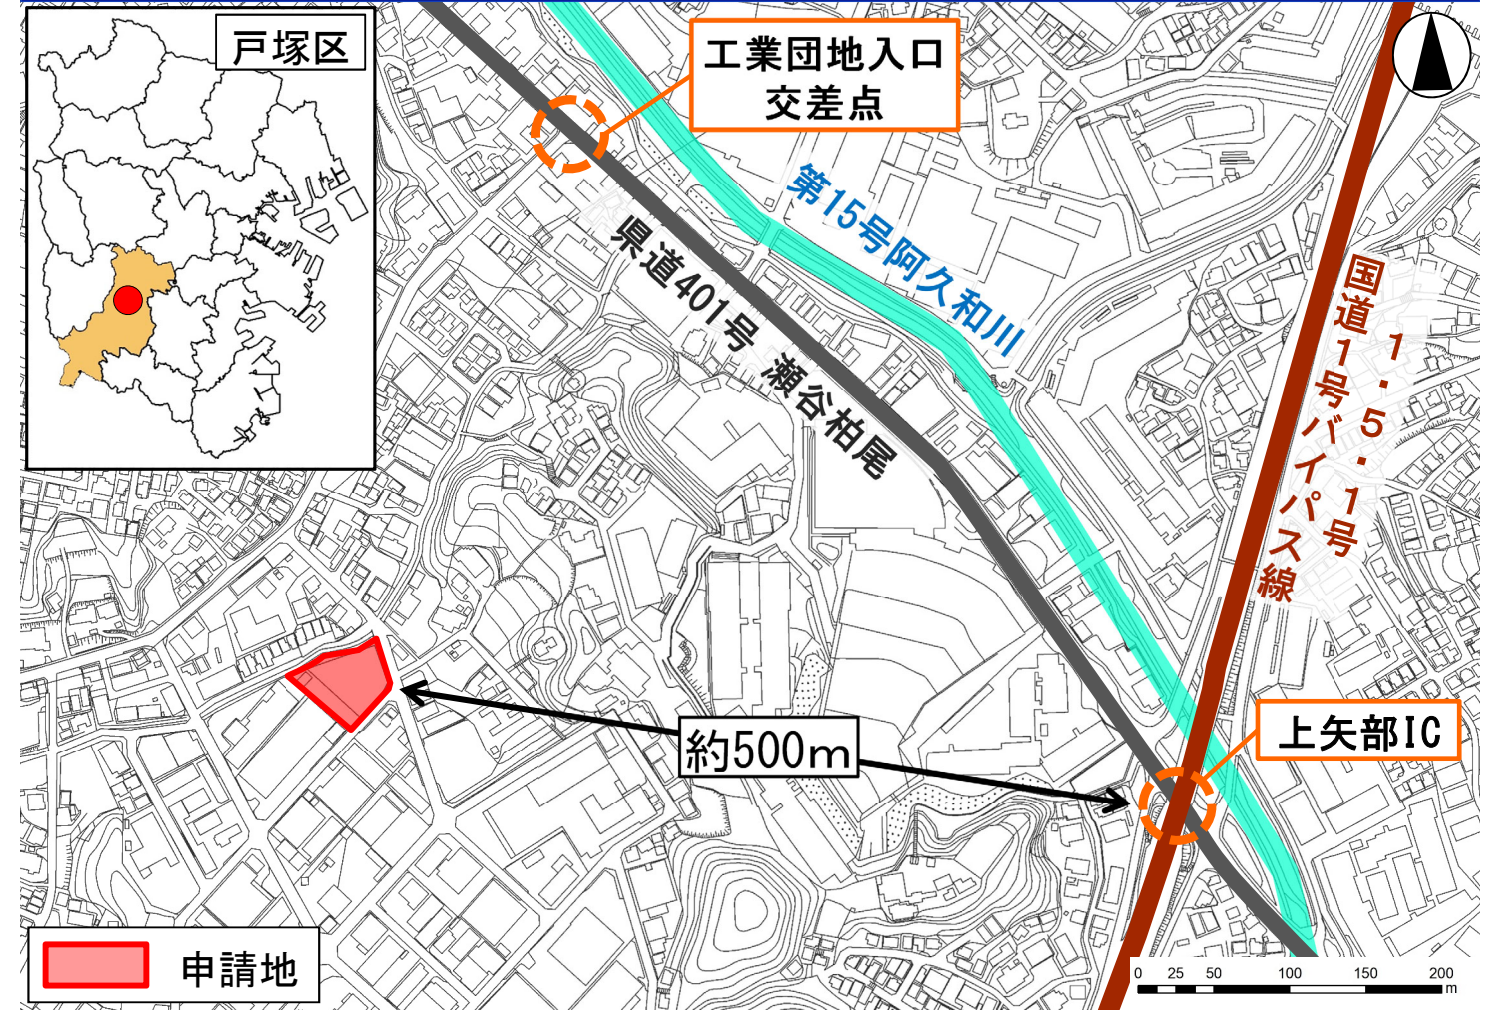 戸塚区
工業団地入口
交差点
第15号阿久和川
県道401号 瀬谷柏尾
国道1号バイパス線
1・5・1号
約500m
上矢部IC
申請地
0 25 50 100 150 200
m